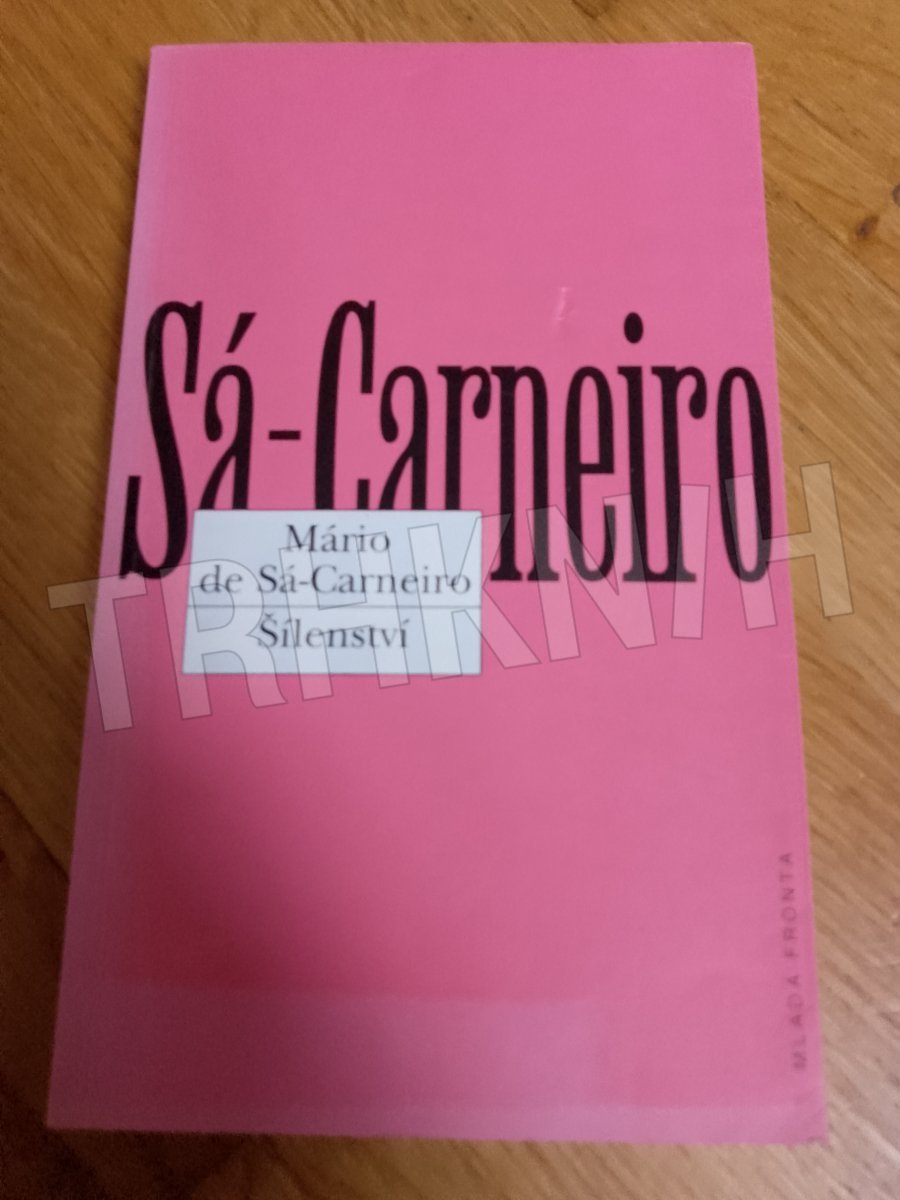 Sá-Carneiro
Mário
de Sá-Carneiro
Šílenství
TRHKNIH
MLADÁ FRONTA